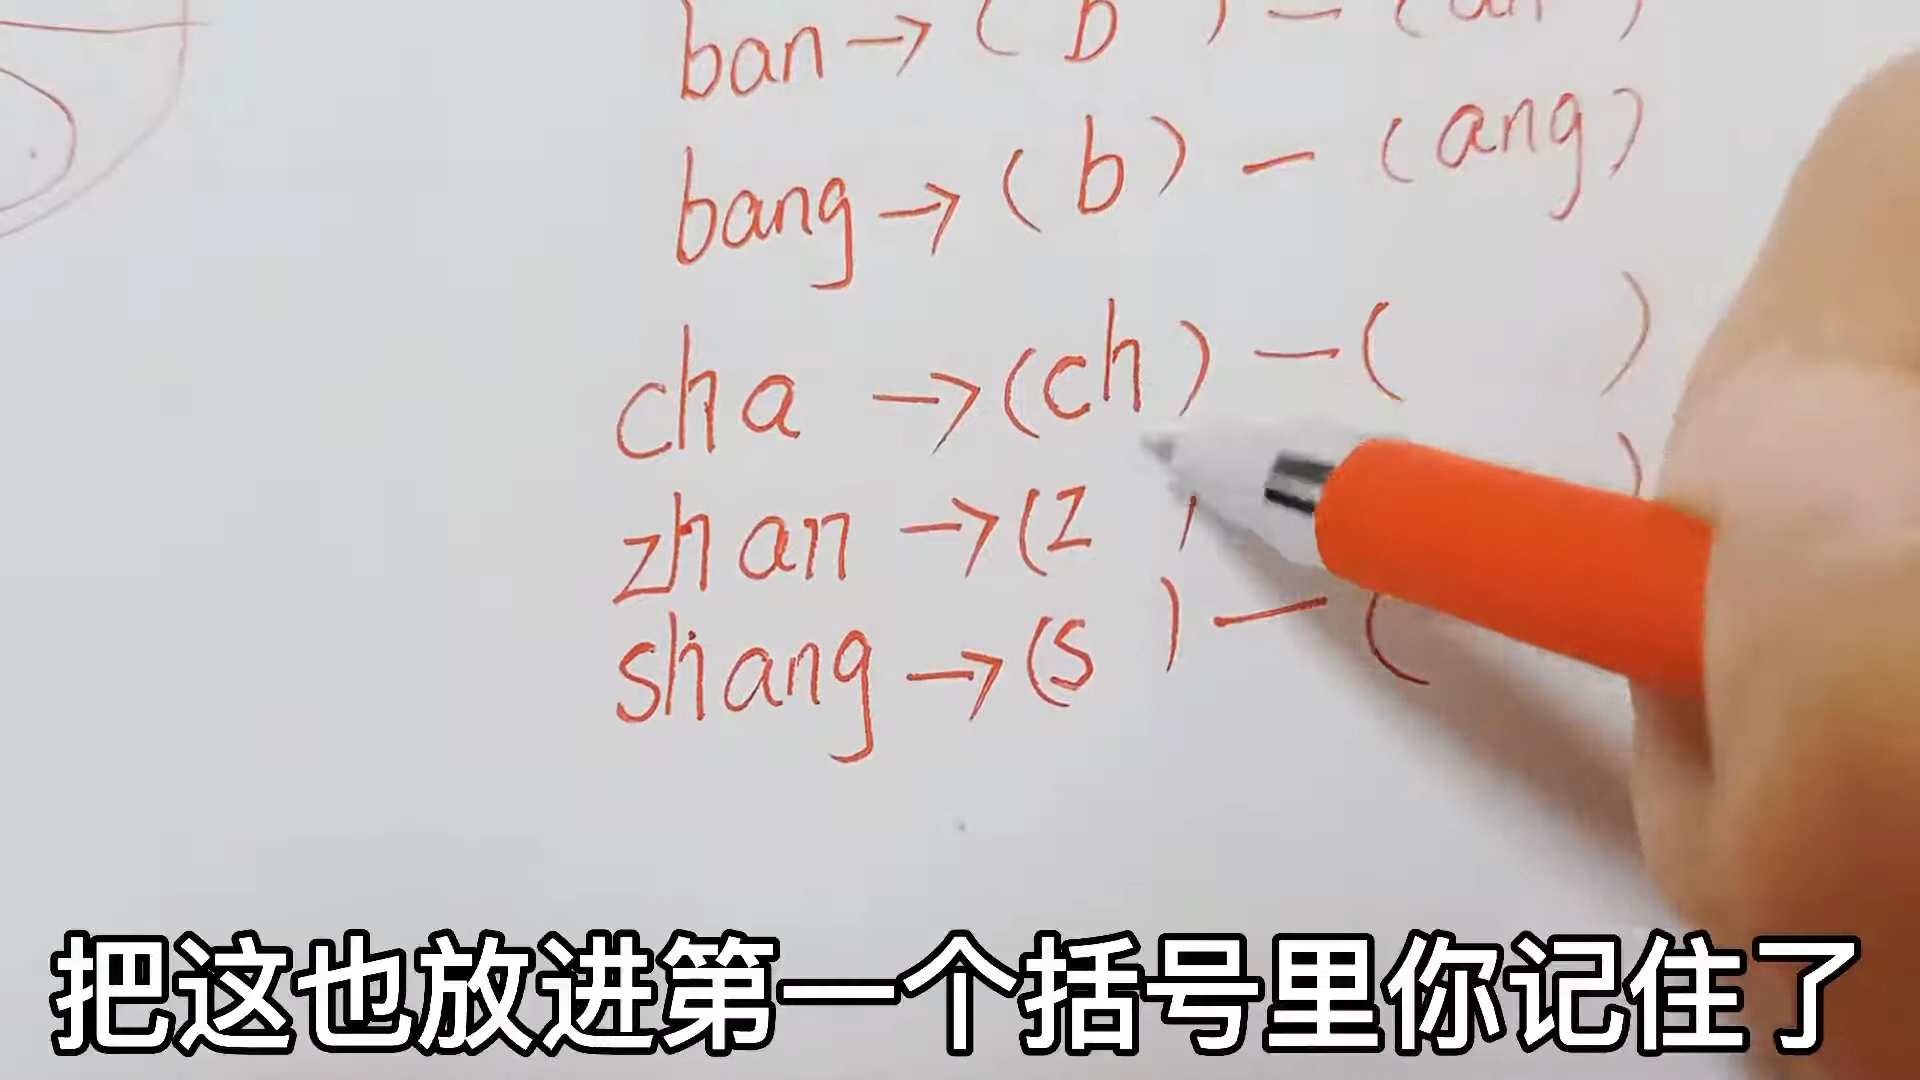 ban→( b ) — (an )
bang→( b ) — (ang)
cha →(ch) —( )
zhan →(z )
shang →(s ) — (
把这也放进第一个括号里你记住了